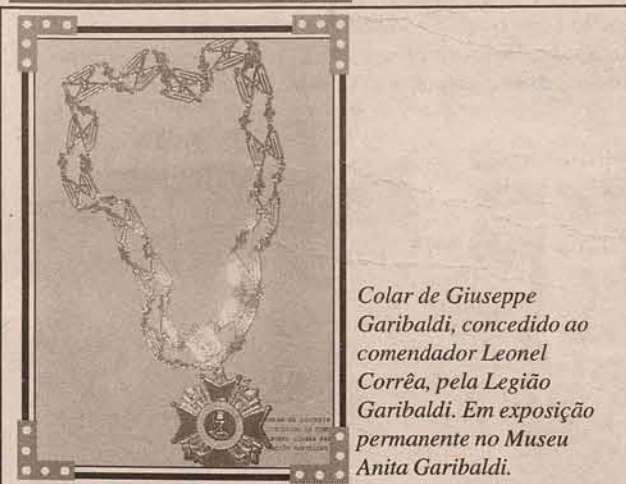 Colar de Giuseppe
Garibaldi, concedido ao
comendador Leonel
Corrêa, pela Legião
Garibaldi. Em exposição
permanente no Museu
Anita Garibaldi.